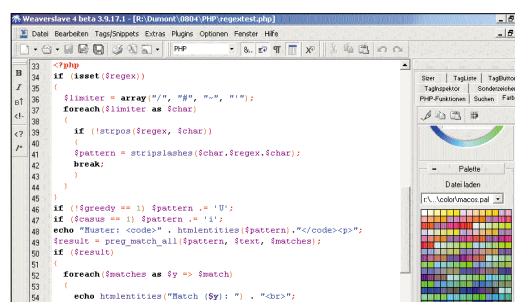 Weaverslave 4 beta 3.9.17.1 - [R:\Dumont\0804\PHP\regextest.php]
Datei Bearbeiten Tags/Snippets Extras Plugins Optionen Fenster Hilfe
PHP
33 <?php
34 if (isset($regex))
35 {
36 $limiter = array("/", "#", "~", "'");
37 foreach($limiter as $char)
38 {
39 if (!strpos($regex, $char))
40 {
41 $pattern = stripslashes($char.$regex.$char);
42 break;
43 }
44 }
45 }
46 if (!$greedy == 1) $pattern .= 'U';
47 if ($casus == 1) $pattern .= 'i';
48 echo "Muster: <code>" . htmlentities($pattern)."</code><p>";
49 $result = preg_match_all($pattern, $text, $matches);
50 if ($result)
51 {
52 foreach($matches as $y => $match)
53 {
54 echo htmlentities("Match ($y): ") . "<br>";
Sizer TagListe TagButton
TagInspektor Sonderzeichen
PHP-Funktionen Suchen Farb
Palette
Datei laden
r:\...\color\macos.pal